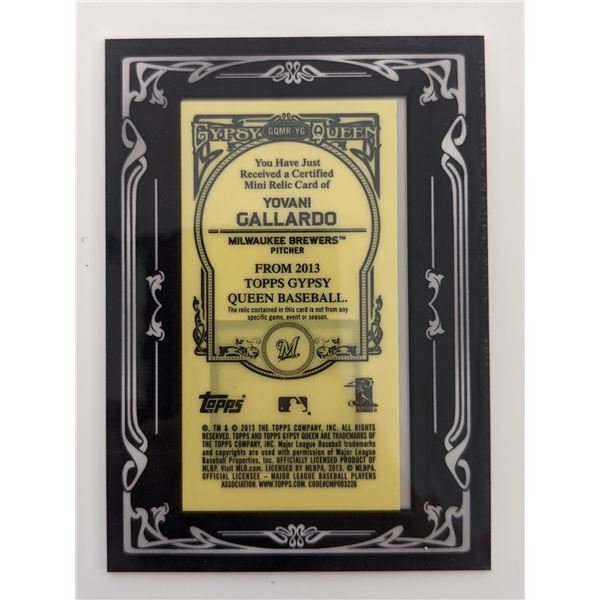 GYPSY GQMR-YG QUEEN
You Have Just
Received a Certified
Mini Relic Card of
YOVANI
GALLARDO
MILWAUKEE BREWERS™
PITCHER
FROM 2013
TOPPS GYPSY
QUEEN BASEBALL.
The relic contained in this card is not from any
specific game, event or season.
M
topps
®, TM & © 2013 THE TOPPS COMPANY, INC. ALL
RIGHTS RESERVED. TOPPS AND TOPPS GYPSY QUEEN ARE TRADEMARKS OF
THE TOPPS COMPANY, INC. Major League Baseball trademarks
and copyrights are used with permission of Major League
Baseball Properties, Inc. OFFICIALLY LICENSED PRODUCT OF
MLBP. Visit MLB.com. LICENSED BY MLBPA, 2013. © MLBPA.
OFFICIAL LICENSEE – MAJOR LEAGUE BASEBALL PLAYERS
ASSOCIATION. WWW.TOPPS.COM. CODE#CMP003226